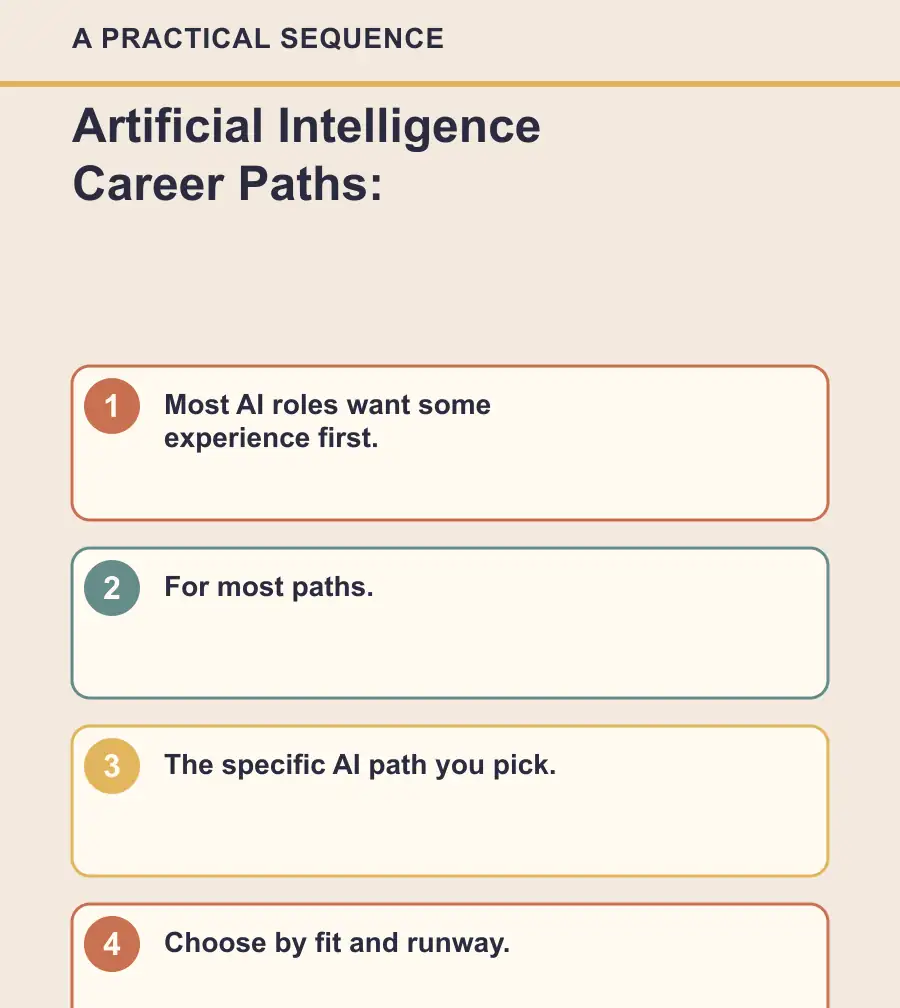 A PRACTICAL SEQUENCE
Artificial Intelligence
Career Paths:
1
Most AI roles want some
experience first.
2
For most paths.
3
The specific AI path you pick.
4
Choose by fit and runway.